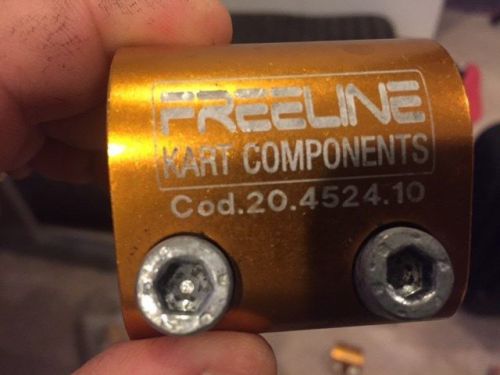 FREELINE
KART COMPONENTS
Cod.20.4524.10